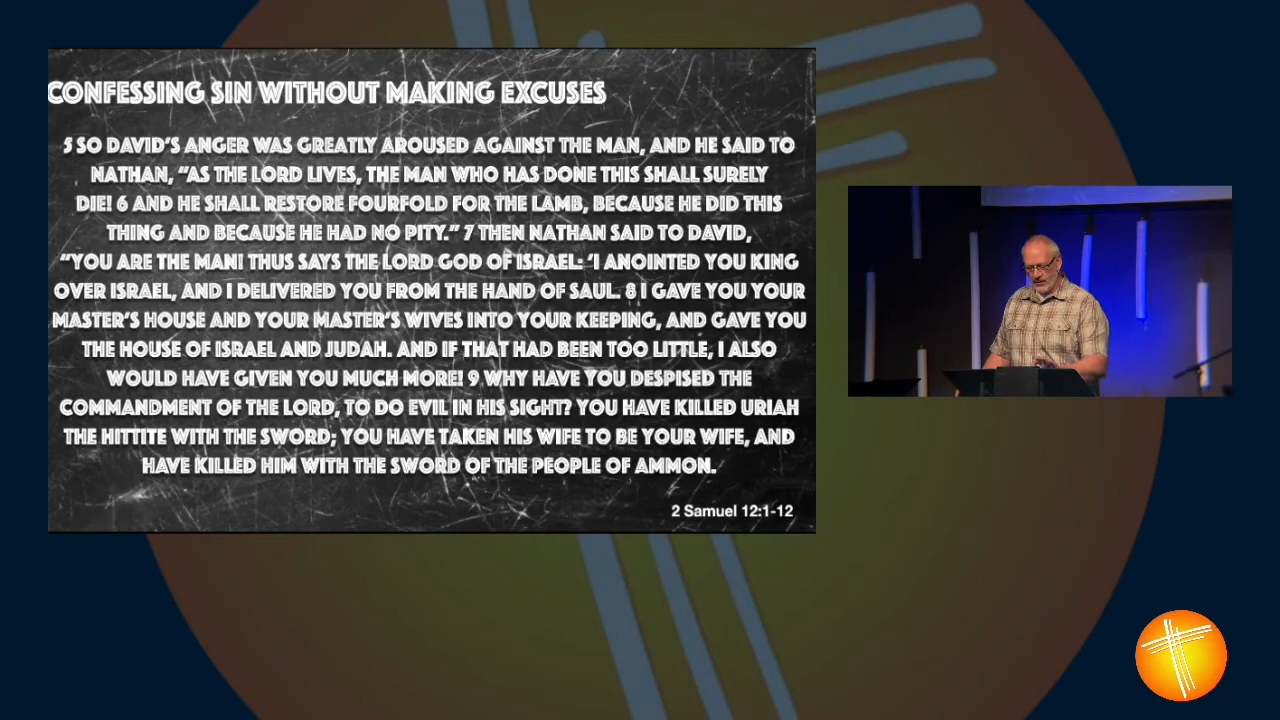 CONFESSING SIN WITHOUT MAKING EXCUSES
5 SO DAVID'S ANGER WAS GREATLY AROUSED AGAINST THE MAN, AND HE SAID TO
NATHAN, "AS THE LORD LIVES, THE MAN WHO HAS DONE THIS SHALL SURELY
DIE! 6 AND HE SHALL RESTORE FOURFOLD FOR THE LAMB, BECAUSE HE DID THIS
THING AND BECAUSE HE HAD NO PITY." 7 THEN NATHAN SAID TO DAVID,
"YOU ARE THE MAN! THUS SAYS THE LORD GOD OF ISRAEL: 'I ANOINTED YOU KING
OVER ISRAEL, AND I DELIVERED YOU FROM THE HAND OF SAUL. 8 I GAVE YOU YOUR
MASTER'S HOUSE AND YOUR MASTER'S WIVES INTO YOUR KEEPING, AND GAVE YOU
THE HOUSE OF ISRAEL AND JUDAH. AND IF THAT HAD BEEN TOO LITTLE, I ALSO
WOULD HAVE GIVEN YOU MUCH MORE! 9 WHY HAVE YOU DESPISED THE
COMMANDMENT OF THE LORD, TO DO EVIL IN HIS SIGHT? YOU HAVE KILLED URIAH
THE HITTITE WITH THE SWORD; YOU HAVE TAKEN HIS WIFE TO BE YOUR WIFE, AND
HAVE KILLED HIM WITH THE SWORD OF THE PEOPLE OF AMMON.
2 Samuel 12:1-12